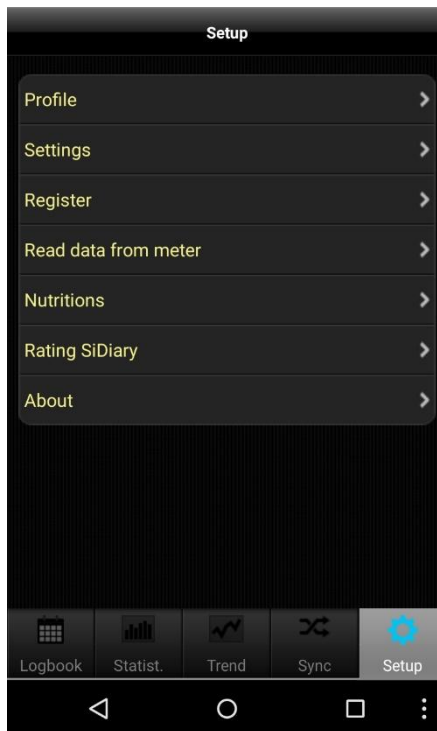 Setup
Profile
Settings
Register
Read data from meter
Nutritions
Rating SiDiary
About
Logbook
Statist.
Trend
Sync
Setup